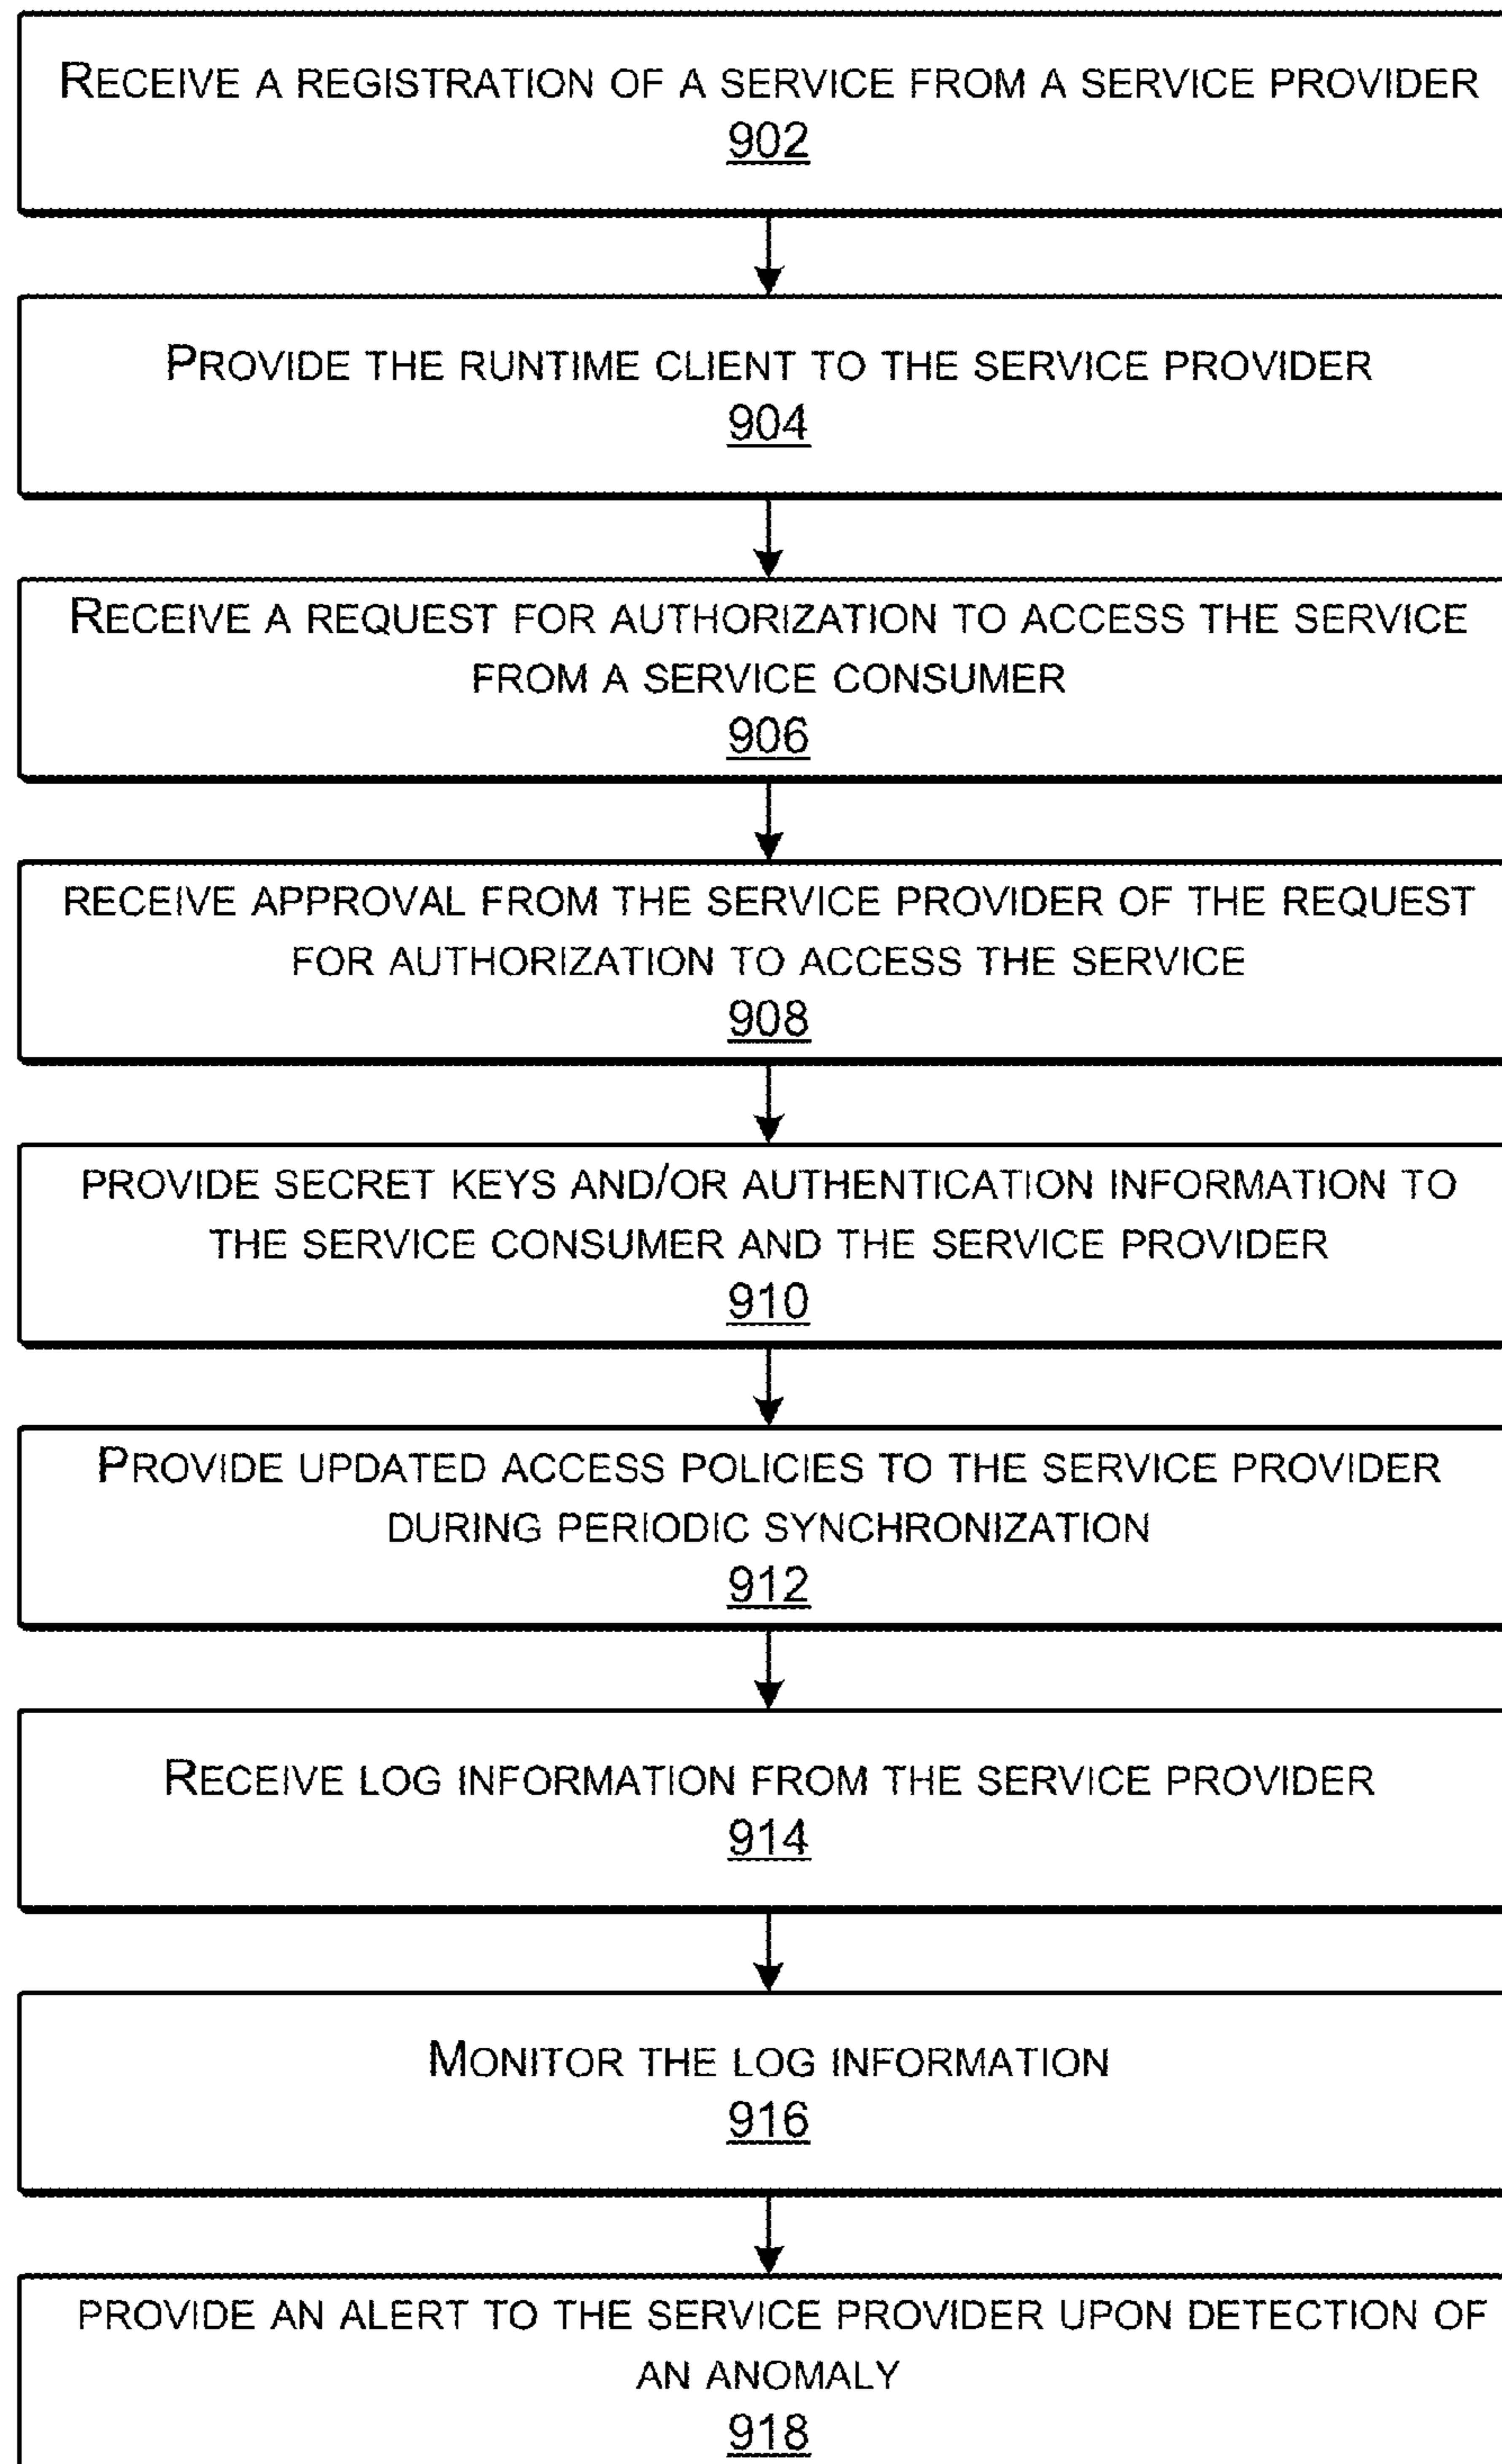 RECEIVE A REGISTRATION OF A SERVICE FROM A SERVICE PROVIDER
902
PROVIDE THE RUNTIME CLIENT TO THE SERVICE PROVIDER
904
RECEIVE A REQUEST FOR AUTHORIZATION TO ACCESS THE SERVICE
FROM A SERVICE CONSUMER
906
RECEIVE APPROVAL FROM THE SERVICE PROVIDER OF THE REQUEST
FOR AUTHORIZATION TO ACCESS THE SERVICE
908
PROVIDE SECRET KEYS AND/OR AUTHENTICATION INFORMATION TO
THE SERVICE CONSUMER AND THE SERVICE PROVIDER
910
PROVIDE UPDATED ACCESS POLICIES TO THE SERVICE PROVIDER
DURING PERIODIC SYNCHRONIZATION
912
RECEIVE LOG INFORMATION FROM THE SERVICE PROVIDER
914
MONITOR THE LOG INFORMATION
916
PROVIDE AN ALERT TO THE SERVICE PROVIDER UPON DETECTION OF
AN ANOMALY
918